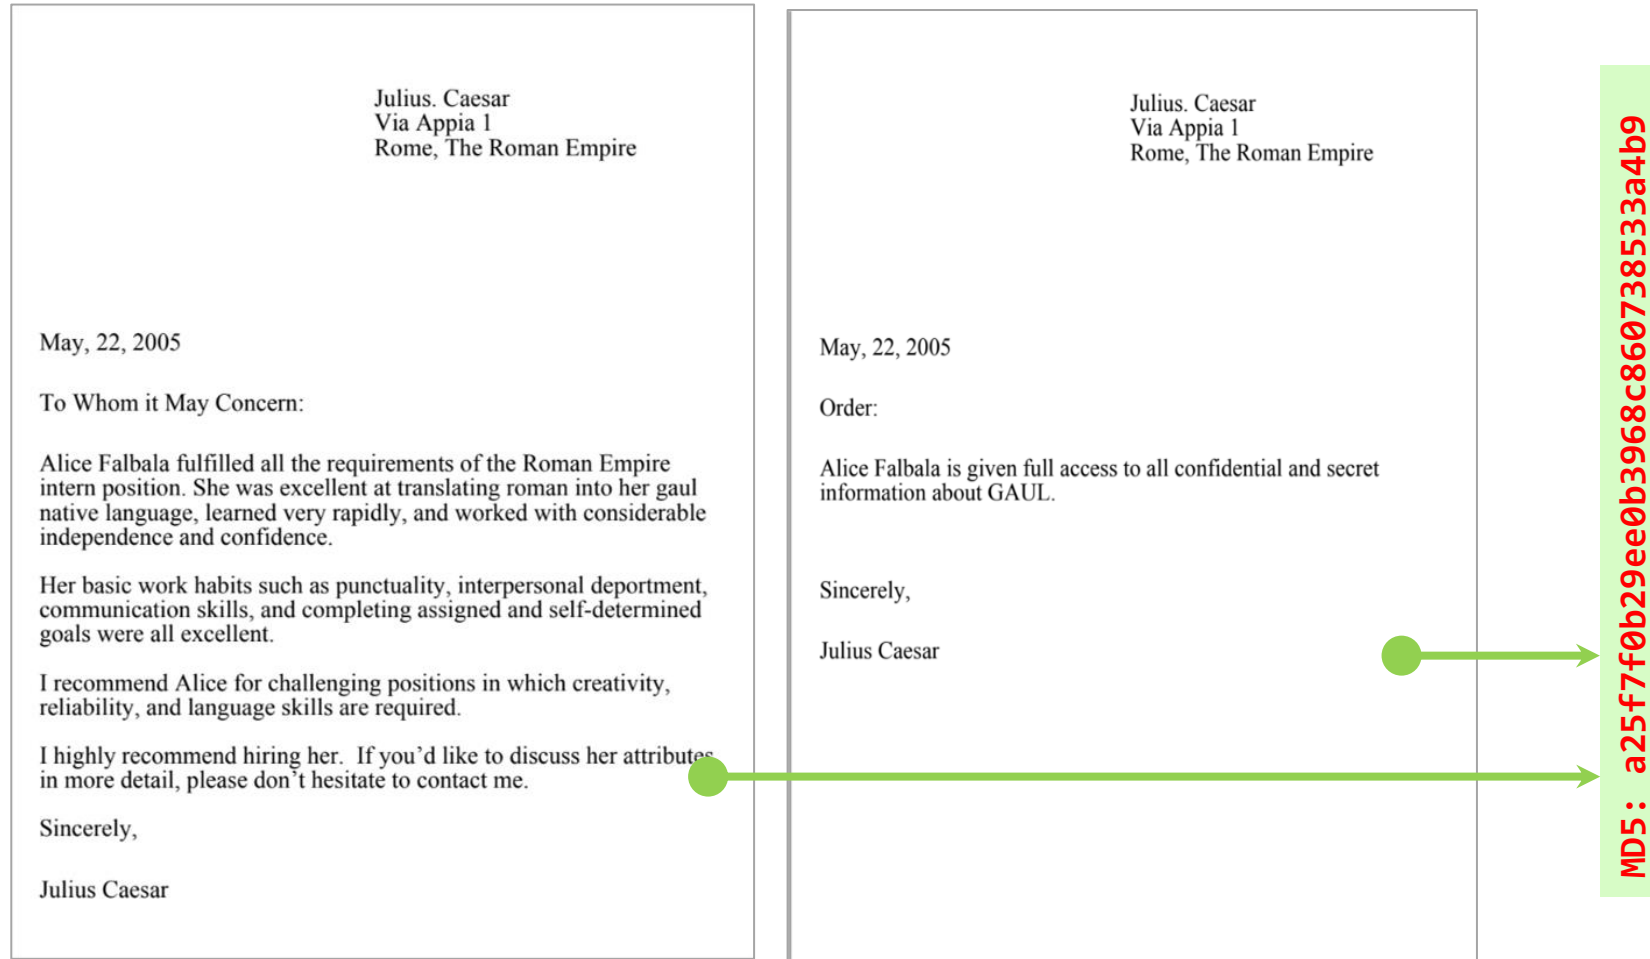 Julius. Caesar
Via Appia 1
Rome, The Roman Empire
May, 22, 2005
To Whom it May Concern:
Alice Falbala fulfilled all the requirements of the Roman Empire
intern position. She was excellent at translating roman into her gaul
native language, learned very rapidly, and worked with considerable
independence and confidence.
Her basic work habits such as punctuality, interpersonal deportment,
communication skills, and completing assigned and self-determined
goals were all excellent.
I recommend Alice for challenging positions in which creativity,
reliability, and language skills are required.
I highly recommend hiring her.  If you’d like to discuss her attributes
in more detail, please don’t hesitate to contact me.
Sincerely,
Julius Caesar
Julius. Caesar
Via Appia 1
Rome, The Roman Empire
May, 22, 2005
Order:
Alice Falbala is given full access to all confidential and secret
information about GAUL.
Sincerely,
Julius Caesar
MD5: a25f7f0b29ee0b3968c860738533a4b9